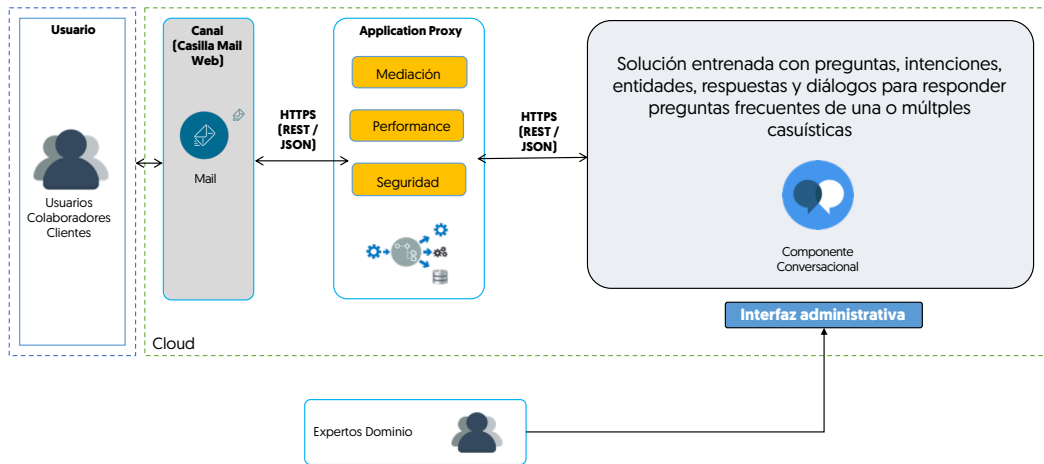 Usuario
Usuarios
Colaboradores
Clientes
Canal
(Casilla Mail
Web)
Mail
HTTPS
(REST /
JSON)
Application Proxy
Mediación
Performance
Seguridad
HTTPS
(REST /
JSON)
Solución entrenada con preguntas, intenciones,
entidades, respuestas y diálogos para responder
preguntas frecuentes de una o múltples
casuísticas
Componente
Conversacional
Interfaz administrativa
Cloud
Expertos Dominio